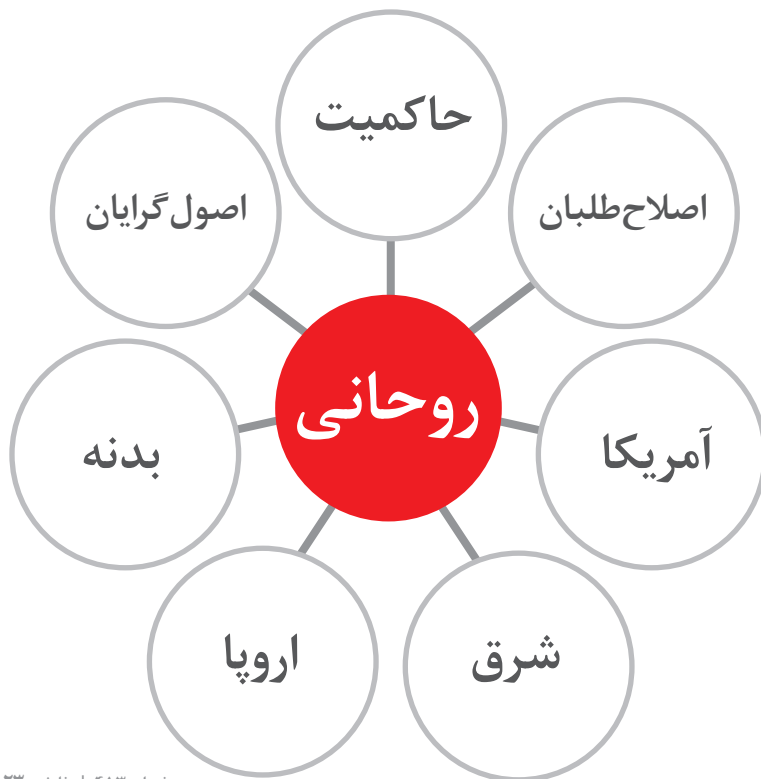 حاکمیت
اصلاح‌طلبان
اصول‌گرایان
روحانی
آمریکا
بدنه
شرق
اروپا